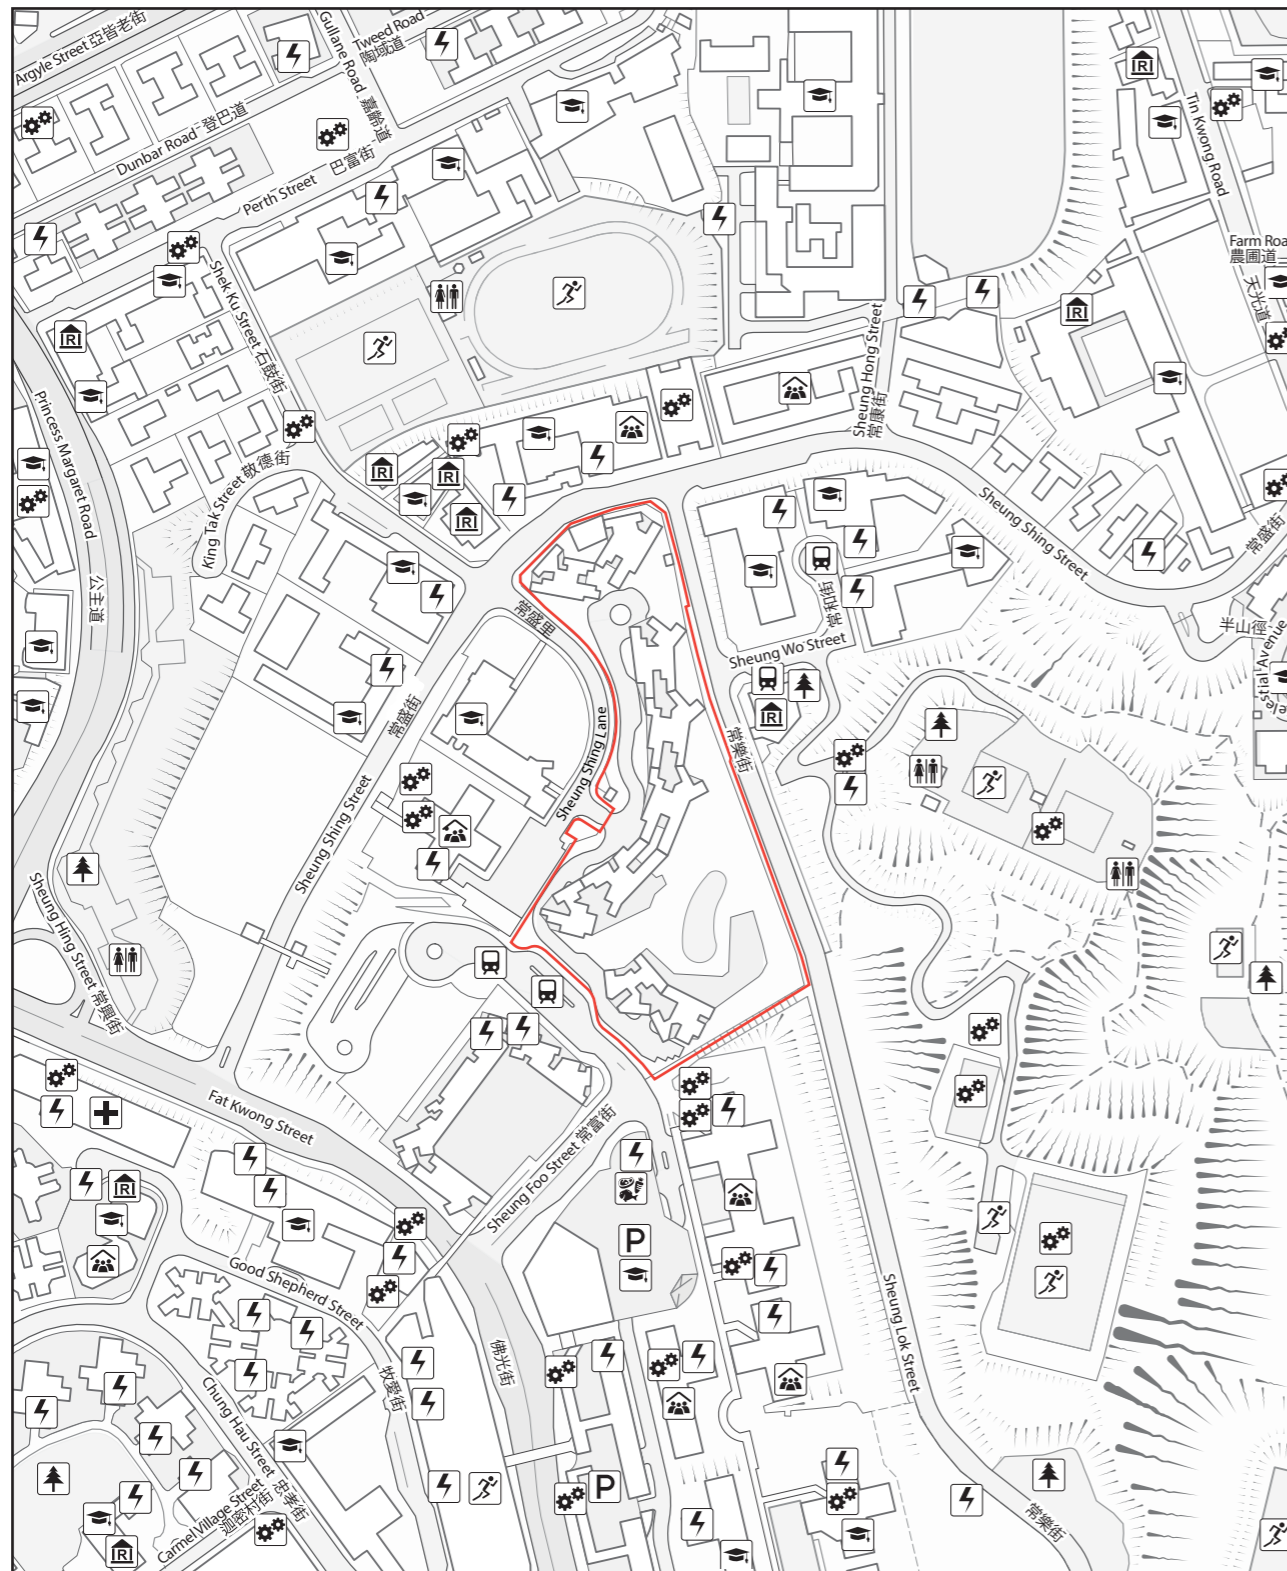 Argyle Street 亞皆老街
Gullane Road 嘉齡道
Tweed Road
陶域道
Dunbar Road 登巴道
Perth Street 巴富街
Tin Kwong Road
天光道
Farm Roa
農圃道
Shek Ku Street 石鼓街
Sheung Hong Street
常康街
Princess Margaret Road
公主道
King Tak Street 敬德街
Sheung Shing Street
常盛街
常盛里
Sheung Shing Lane
常和街
Sheung Wo Street
半山徑
lestial Avenue
常樂街
常盛街
Sheung Shing Street
Sheung Hing Street 常興街
Fat Kwong Street
Sheung Foo Street 常富街
P
Good Shepherd Street
牧愛街
佛光街
Sheung Lok Street
常樂街
Chung Hau Street 忠孝街
Carmel Village Street
迦密村街
P